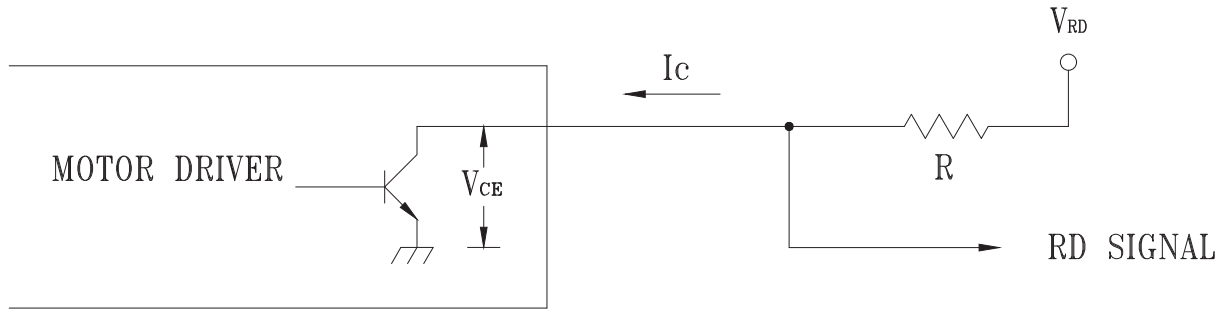 VRD
Ic
MOTOR DRIVER
VCE
R
RD SIGNAL